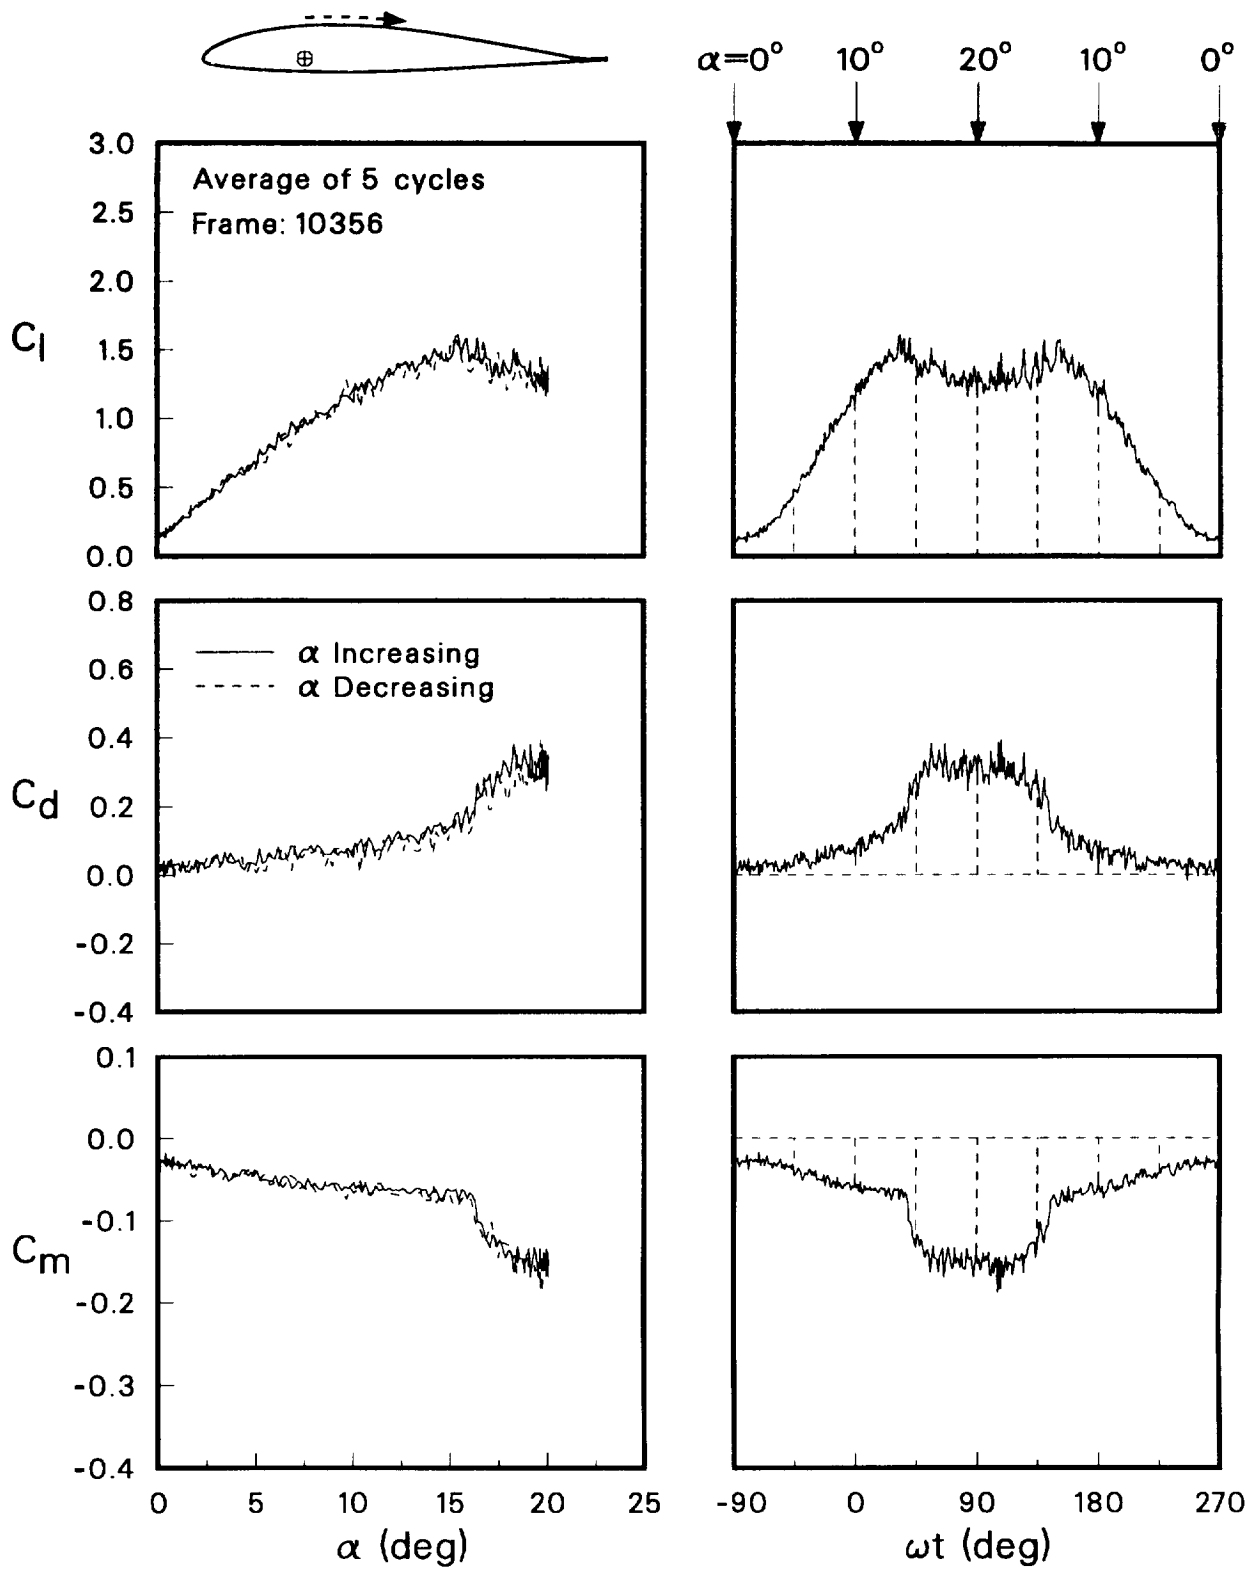 α=0° 10° 20° 10° 0°
Average of 5 cycles
Frame: 10356
3.0
2.5
2.0
1.5
1.0
0.5
0.0
Cl
0.8
0.6
0.4
0.2
0.0
-0.2
-0.4
Cd
α Increasing
α Decreasing
0.1
0.0
-0.1
-0.2
-0.3
-0.4
Cm
0 5 10 15 20 25
α (deg)
-90 0 90 180 270
ωt (deg)